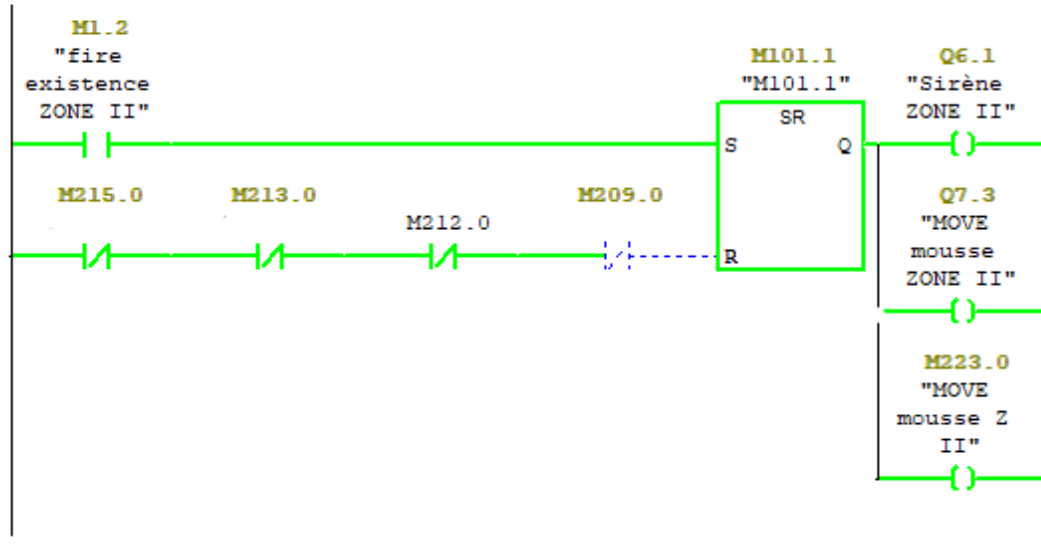 M1.2
"fire
existence
ZONE II"
M101.1
"M101.1"
SR
S
Q
R
Q6.1
"Sirène
ZONE II"
M215.0
M213.0
M212.0
M209.0
Q7.3
"MOVE
mousse
ZONE II"
M223.0
"MOVE
mousse Z
II"